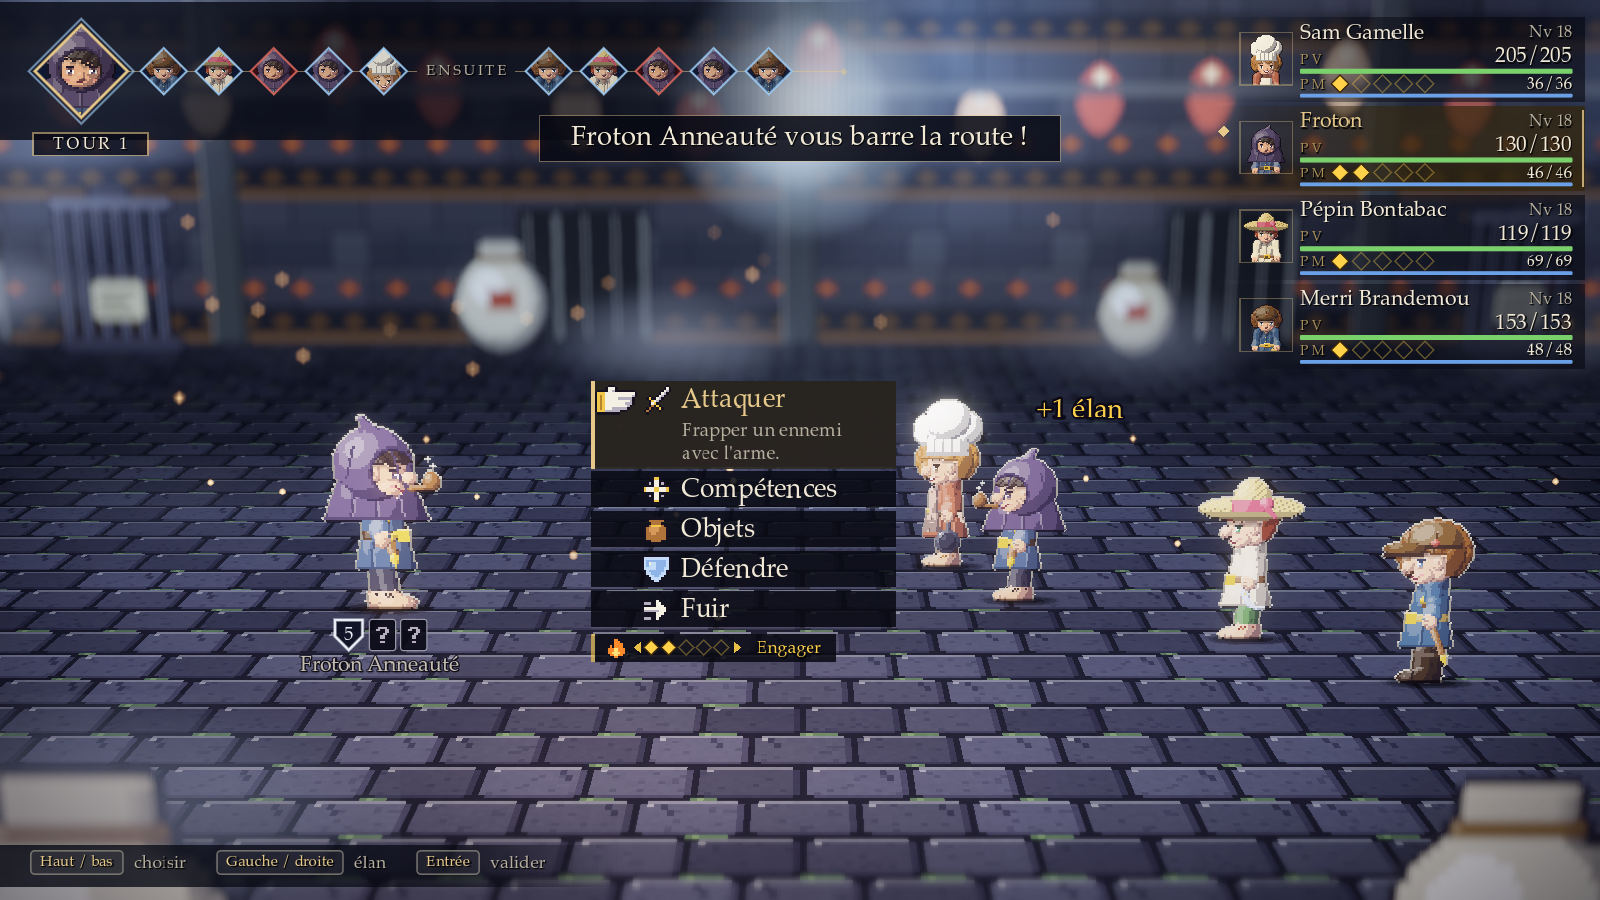 TOUR 1
ENSUITE
Froton Anneauté vous barre la route !
Sam Gamelle Nv 18
PV 205/205
PM 36/36
Froton Nv 18
PV 130/130
PM 46/46
Pépin Bontabac Nv 18
PV 119/119
PM 69/69
Merri Brandemou Nv 18
PV 153/153
PM 48/48
Attaquer
Frapper un ennemi
avec l'arme.
Compétences
Objets
Défendre
Fuir
Engager
+1 élan
5 ? ?
Froton Anneauté
Haut / bas choisir Gauche / droite élan Entrée valider